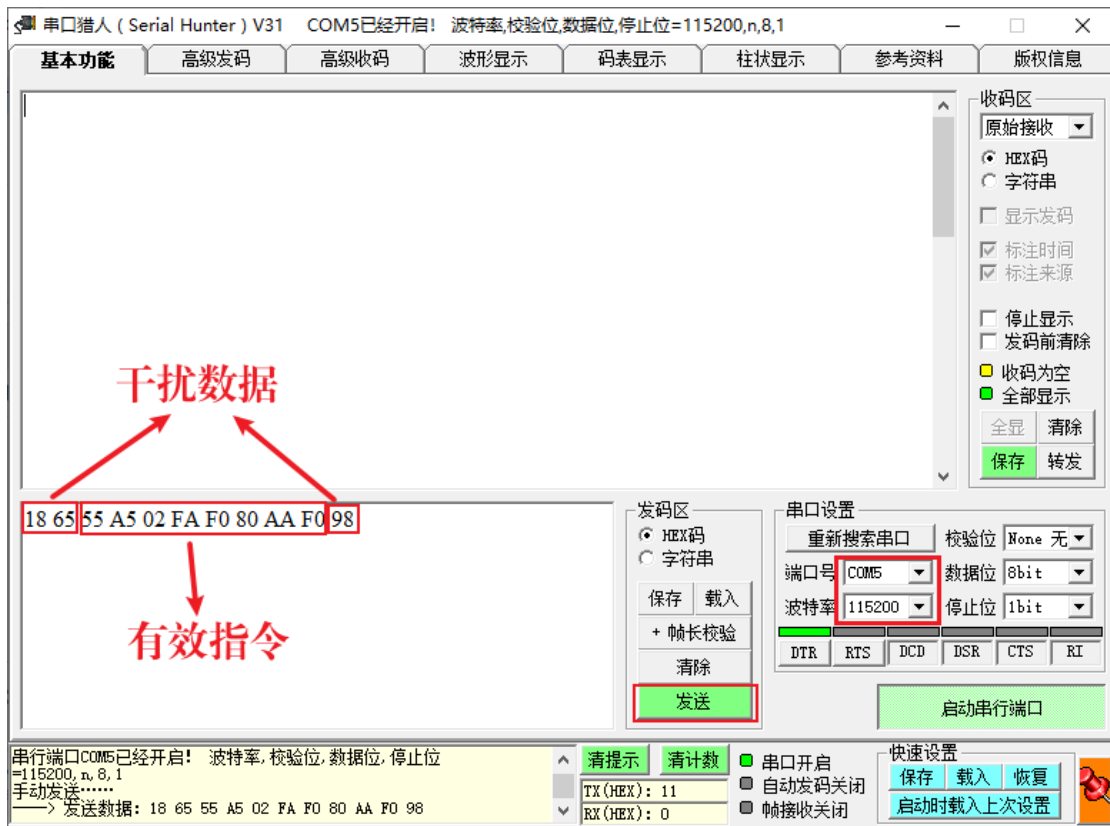 串口猎人(Serial Hunter)V31 COM5已经开启! 波特率,校验位,数据位,停止位=115200,n,8,1
基本功能 高级发码 高级收码 波形显示 码表显示 柱状显示 参考资料 版权信息
收码区
原始接收
HEX码
字符串
显示发码
标注时间
标注来源
停止显示
发码前清除
收码为空
全部显示
全显 清除
保存 转发
干扰数据
18 65 55 A5 02 FA F0 80 AA F0 98
有效指令
发码区
HEX码
字符串
保存 载入
+ 帧长校验
清除
发送
串口设置
重新搜索串口 校验位 None 无
端口号 COM5 数据位 8bit
波特率 115200 停止位 1bit
DTR RTS DCD DSR CTS RI
启动串行端口
串行端口COM5已经开启! 波特率,校验位,数据位,停止位
=115200,n,8,1
手动发送……
——> 发送数据: 18 65 55 A5 02 FA F0 80 AA F0 98
清提示 清计数
TX(HEX): 11
RX(HEX): 0
串口开启
自动发码关闭
帧接收关闭
快速设置
保存 载入 恢复
启动时载入上次设置